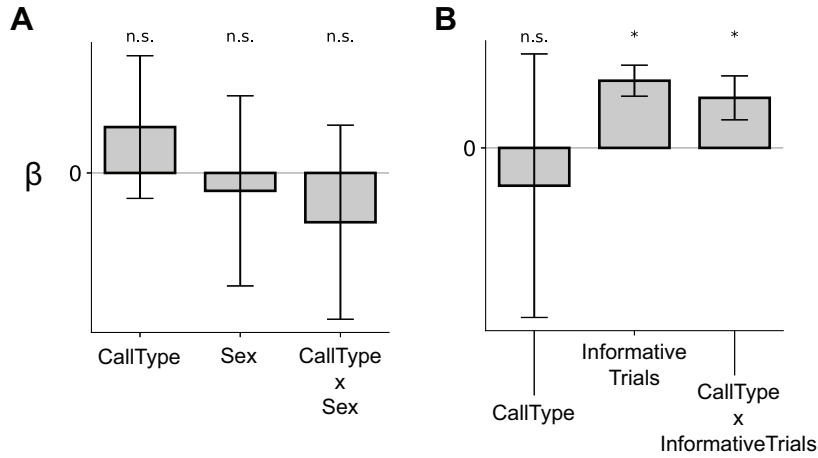 A
n.s.
n.s.
n.s.
β
0
CallType
Sex
CallType
x
Sex
B
n.s.
*
*
0
CallType
Informative
Trials
CallType
x
InformativeTrials